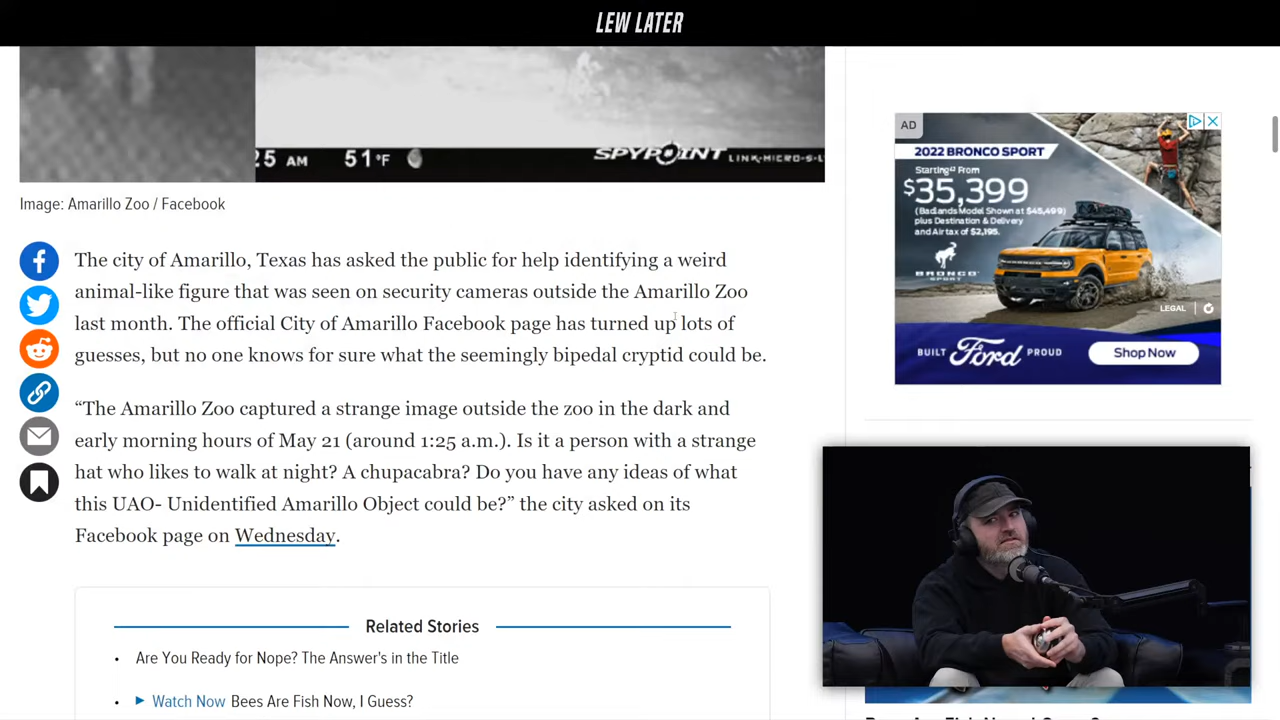 LEW LATER
5 AM 51°F SPYPOINT LINK-MICRO-S-L
Image: Amarillo Zoo / Facebook
The city of Amarillo, Texas has asked the public for help identifying a weird
animal-like figure that was seen on security cameras outside the Amarillo Zoo
last month. The official City of Amarillo Facebook page has turned up lots of
guesses, but no one knows for sure what the seemingly bipedal cryptid could be.
“The Amarillo Zoo captured a strange image outside the zoo in the dark and
early morning hours of May 21 (around 1:25 a.m.). Is it a person with a strange
hat who likes to walk at night? A chupacabra? Do you have any ideas of what
this UAO- Unidentified Amarillo Object could be?” the city asked on its
Facebook page on Wednesday.
Related Stories
• Are You Ready for Nope? The Answer's in the Title
• Watch Now Bees Are Fish Now, I Guess?
AD
2022 BRONCO SPORT
Starting From
$35,399
(Badlands Model Shown at $45,499)
plus Destination & Delivery
and Air tax of $2,195.
BRONCO
SPORT
LEGAL
BUILT Ford PROUD
Shop Now